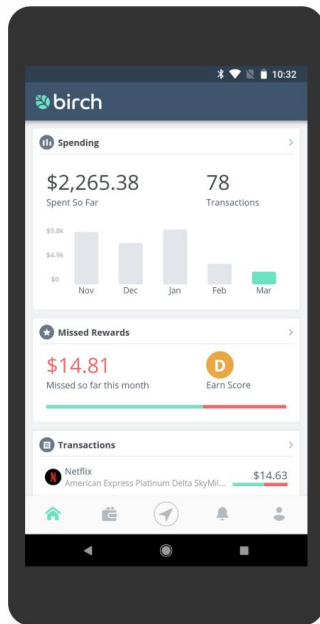 10:32
birch
Spending
$2,265.38 78
Spent So Far Transactions
$9.8k
$4.9k
$0
Nov Dec Jan Feb Mar
Missed Rewards
$14.81 D
Missed so far this month Earn Score
Transactions
Netflix $14.63
American Express Platinum Delta SkyMil...